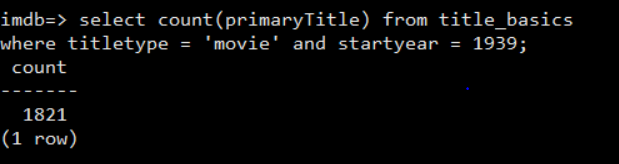 imdb=> select count(primaryTitle) from title_basics
where titletype = 'movie' and startyear = 1939;
count
-------
1821
(1 row)